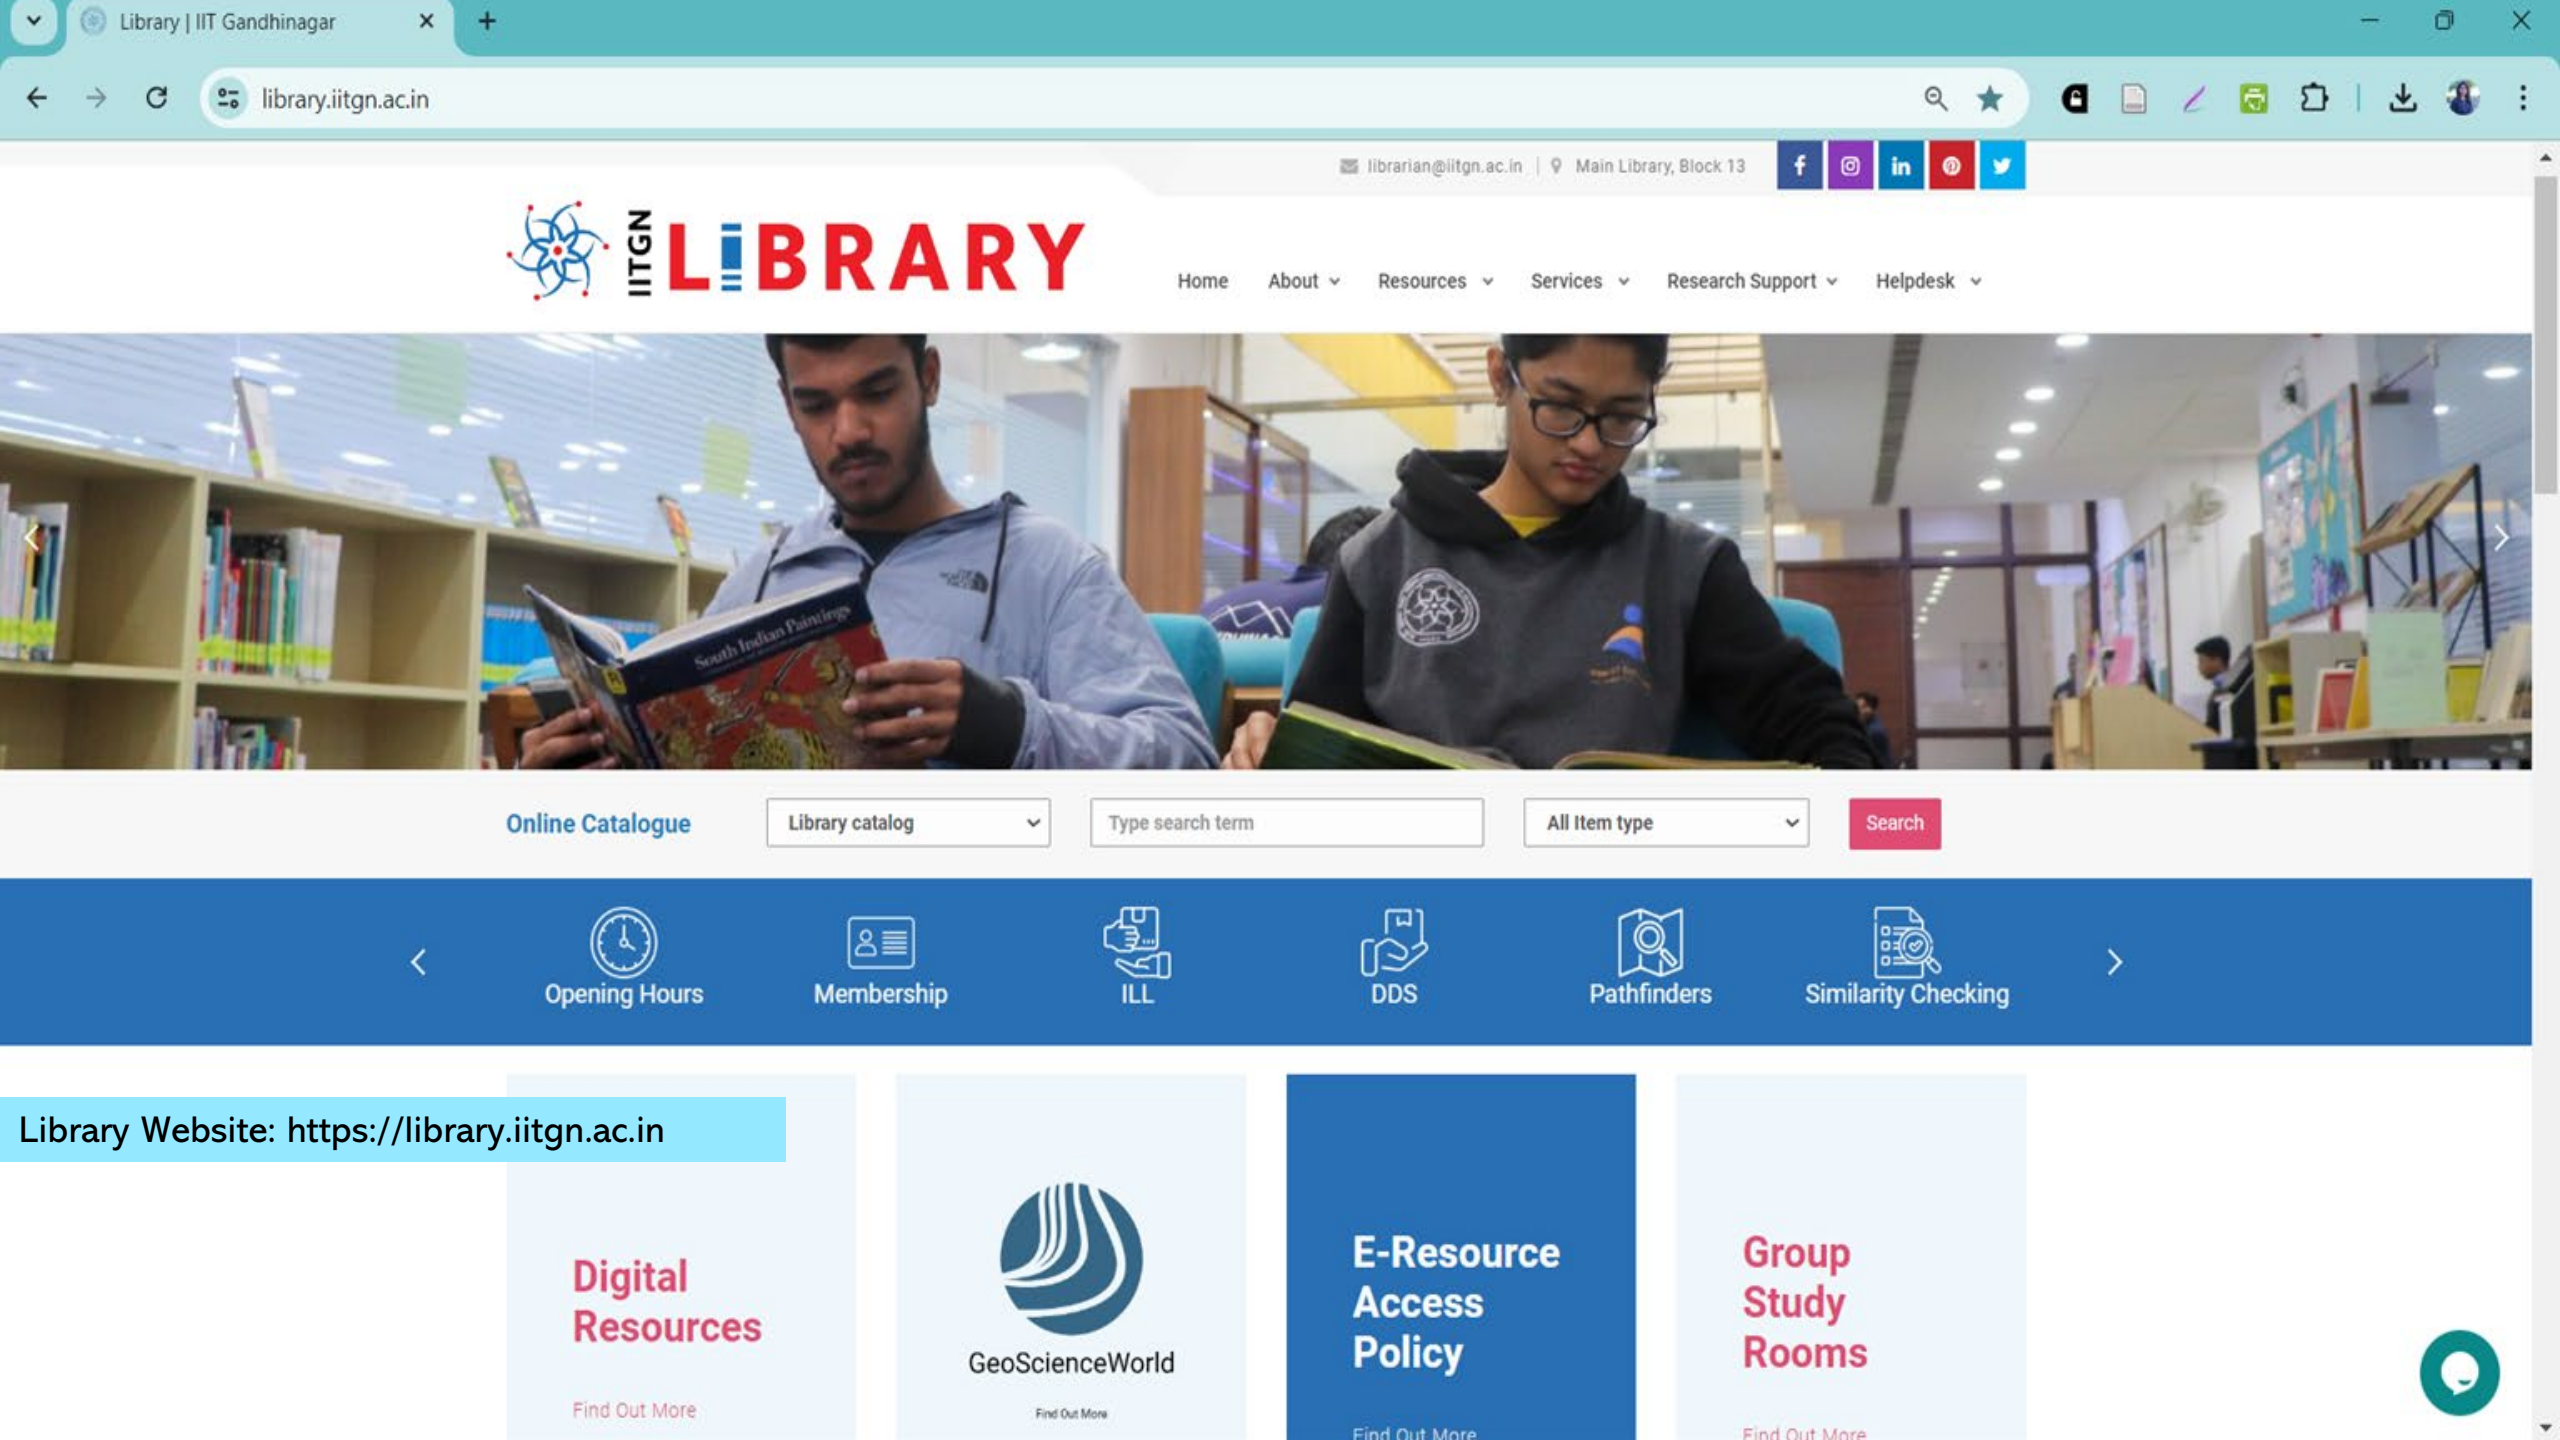 Library | IIT Gandhinagar
library.iitgn.ac.in
librarian@iitgn.ac.in | Main Library, Block 13
IITGN LiBRARY
Home About Resources Services Research Support Helpdesk
South Indian Paintings
Online Catalogue Library catalog Type search term All Item type Search
Opening Hours Membership ILL DDS Pathfinders Similarity Checking
Library Website: https://library.iitgn.ac.in
Digital
Resources
Find Out More
GeoScienceWorld
Find Out More
E-Resource
Access
Policy
Find Out More
Group
Study
Rooms
Find Out More